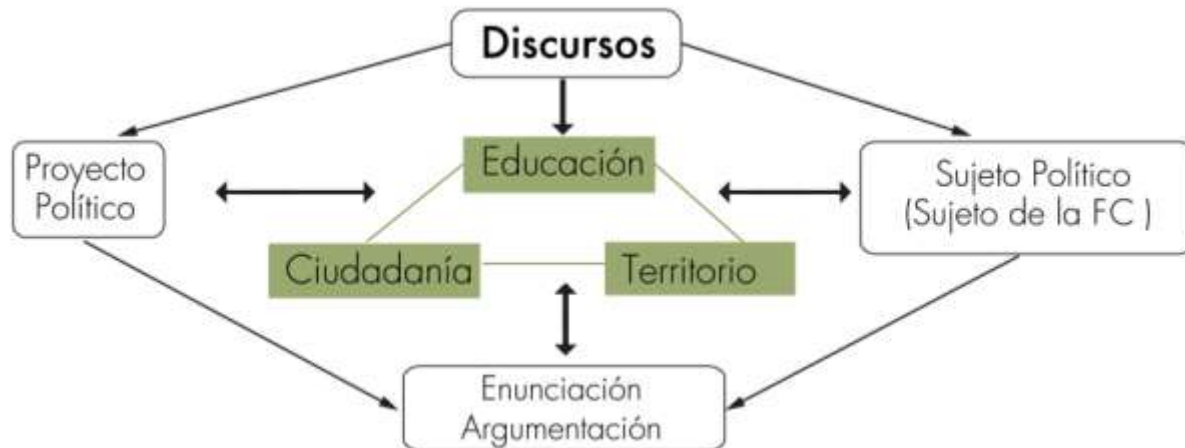 Discursos
Educación
Proyecto
Político
Sujeto Político
(Sujeto de la FC )
Ciudadanía
Territorio
Enunciación
Argumentación